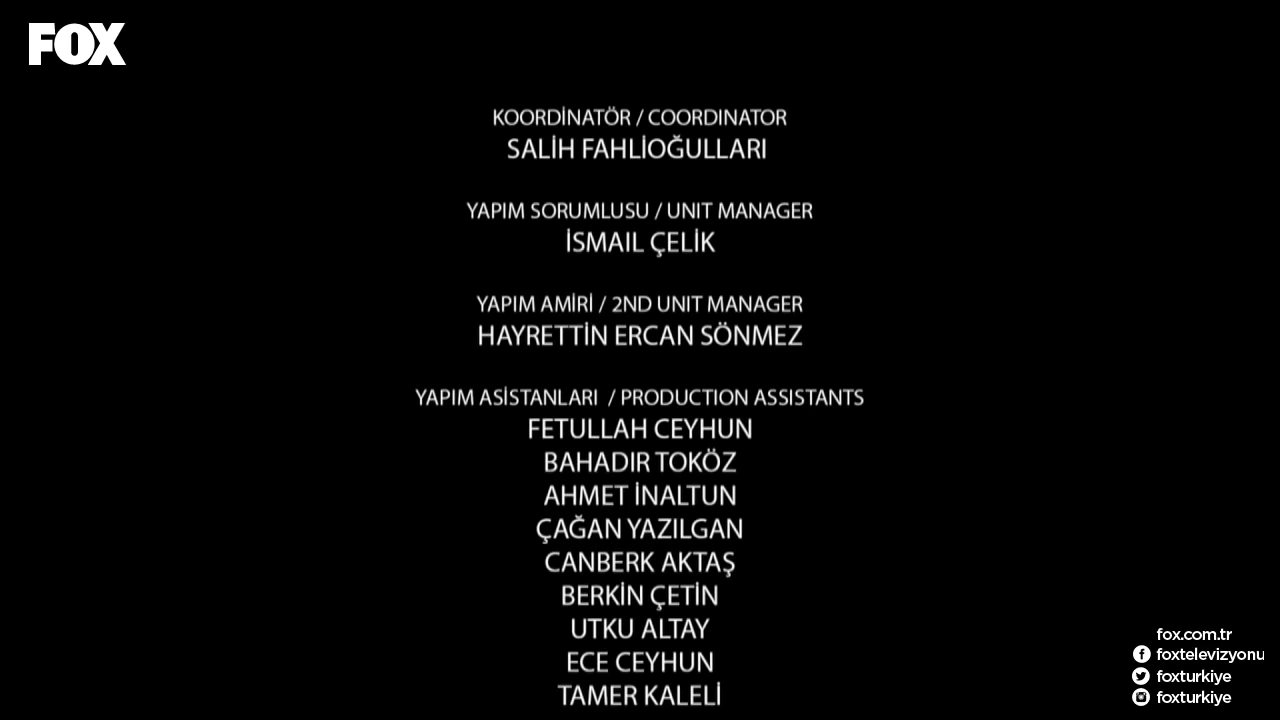 FOX
KOORDİNATÖR / COORDINATOR
SALİH FAHLİOĞULLARI
YAPIM SORUMLUSU / UNIT MANAGER
İSMAIL ÇELİK
YAPIM AMİRİ / 2ND UNIT MANAGER
HAYRETTİN ERCAN SÖNMEZ
YAPIM ASİSTANLARI / PRODUCTION ASSISTANTS
FETULLAH CEYHUN
BAHADIR TOKÖZ
AHMET İNALTUN
ÇAĞAN YAZILGAN
CANBERK AKTAŞ
BERKİN ÇETİN
UTKU ALTAY
ECE CEYHUN
TAMER KALELİ
fox.com.tr
foxtelevizyonu
foxturkiye
foxturkiye